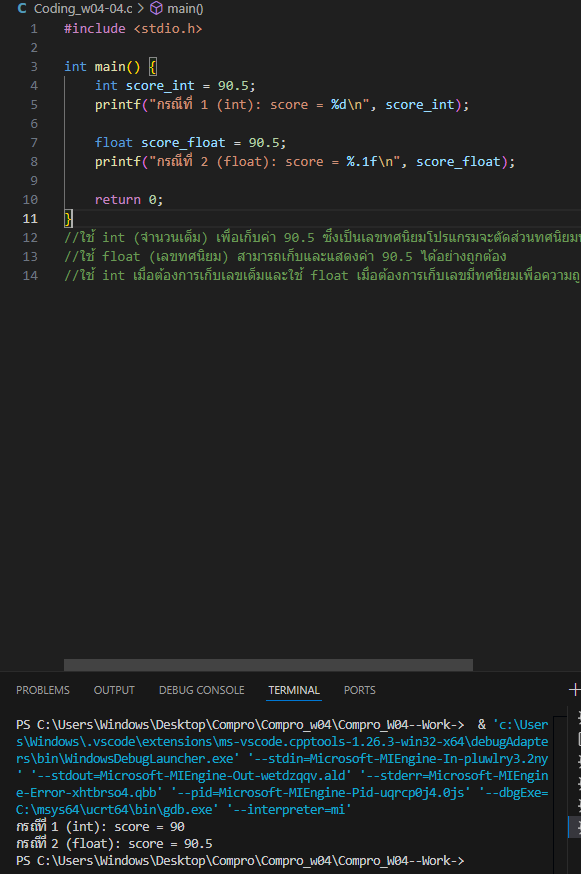 C Coding_w04-04.c > main()
1 #include <stdio.h>
2
3 int main() {
4 int score_int = 90.5;
5 printf("กรณีที่ 1 (int): score = %d\n", score_int);
6
7 float score_float = 90.5;
8 printf("กรณีที่ 2 (float): score = %.1f\n", score_float);
9
10 return 0;
11 }
12 //ใช้ int (จำนวนเต็ม) เพื่อเก็บค่า 90.5 ซึ่งเป็นเลขทศนิยมโปรแกรมจะตัดส่วนทศนิยม
13 //ใช้ float (เลขทศนิยม) สามารถเก็บและแสดงค่า 90.5 ได้อย่างถูกต้อง
14 //ใช้ int เมื่อต้องการเก็บเลขเต็มและใช้ float เมื่อต้องการเก็บเลขมีทศนิยมเพื่อความถู
PROBLEMS OUTPUT DEBUG CONSOLE TERMINAL PORTS
PS C:\Users\Windows\Desktop\Compro\Compro_w04\Compro_W04--Work-> & 'c:\User
s\Windows\.vscode\extensions\ms-vscode.cpptools-1.26.3-win32-x64\debugAdapte
rs\bin\WindowsDebugLauncher.exe' '--stdin=Microsoft-MIEngine-In-pluwlry3.2ny
' '--stdout=Microsoft-MIEngine-Out-wetdzqqv.ald' '--stderr=Microsoft-MIEngin
e-Error-xhtbrso4.qbb' '--pid=Microsoft-MIEngine-Pid-uqrcp0j4.0js' '--dbgExe=
C:\msys64\ucrt64\bin\gdb.exe' '--interpreter=mi'
กรณีที่ 1 (int): score = 90
กรณีที่ 2 (float): score = 90.5
PS C:\Users\Windows\Desktop\Compro\Compro_w04\Compro_W04--Work->